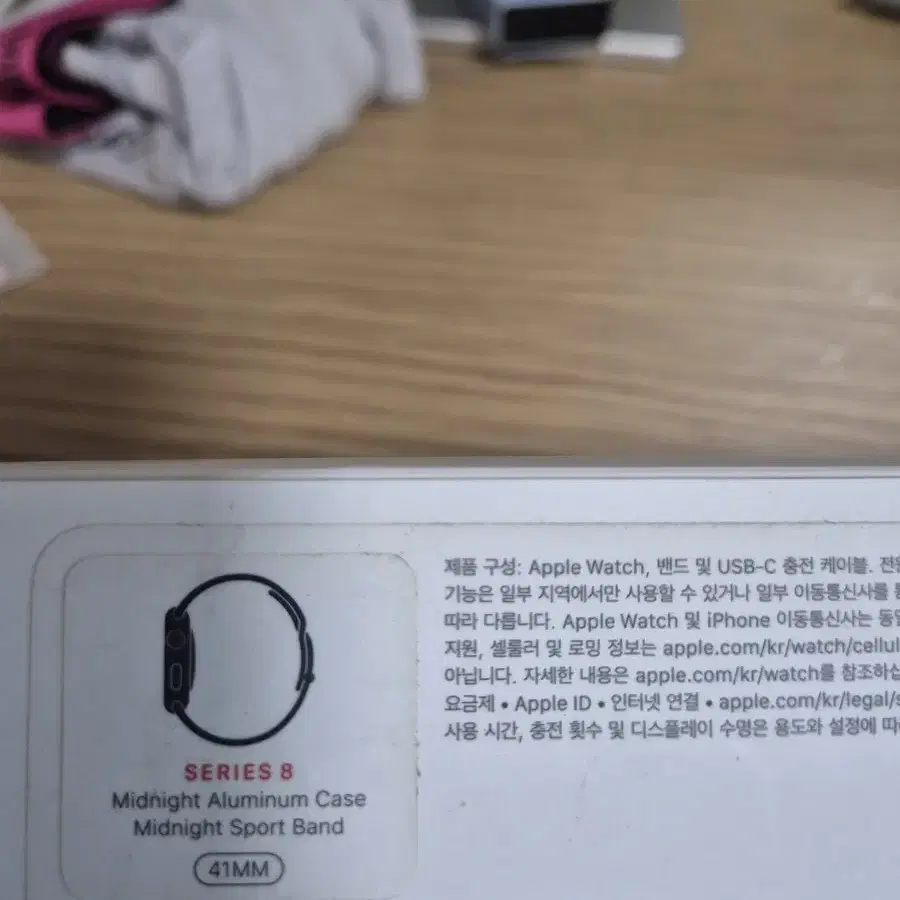 SERIES 8
Midnight Aluminum Case
Midnight Sport Band
41MM
제품 구성: Apple Watch, 밴드 및 USB-C 충전 케이블. 전원
기능은 일부 지역에서만 사용할 수 있거나 일부 이동통신사를
따라 다릅니다. Apple Watch 및 iPhone 이동통신사는 동일
지원, 셀룰러 및 로밍 정보는 apple.com/kr/watch/cellul
아닙니다. 자세한 내용은 apple.com/kr/watch를 참조하십
요금제 • Apple ID • 인터넷 연결 • apple.com/kr/legal/s
사용 시간, 충전 횟수 및 디스플레이 수명은 용도와 설정에 따